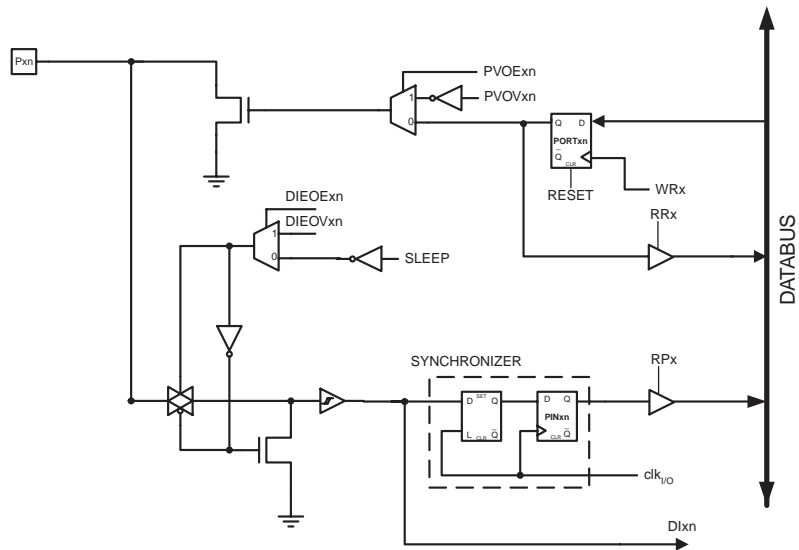 Pxn
PVOExn
PVOVxn
1
0
Q D
PORTxn
Q
CLR
RESET
WRx
RRx
DATABUS
DIEOExn
DIEOVxn
1
0
SLEEP
SYNCHRONIZER
RPx
D SET Q
L CLR Q
D Q
PINxn
CLR Q
clk I/O
DIxn